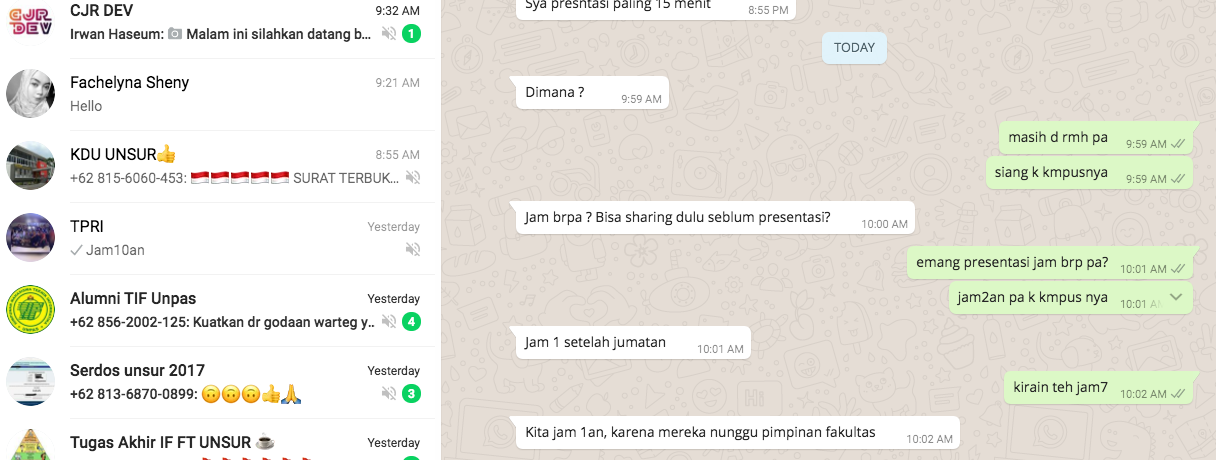 CJR DEV
9:32 AM
Irwan Haseum: Malam ini silahkan datang b...
1
Fachelyna Sheny
9:21 AM
Hello
KDU UNSUR👍
8:55 AM
+62 815-6060-453: 🇮🇩🇮🇩🇮🇩🇮🇩🇮🇩 SURAT TERBUK...
TPRI
Yesterday
Jam10an
Alumni TIF Unpas
Yesterday
+62 856-2002-125: Kuatkan dr godaan warteg y..
4
Serdos unsur 2017
Yesterday
+62 813-6870-0899: 🙃🙃🙃👍🙏
3
Tugas Akhir IF FT UNSUR ☕
Yesterday
Sya presntasi paling 15 menit
8:55 PM
TODAY
Dimana ?
9:59 AM
masih d rmh pa
9:59 AM
siang k kmpusnya
9:59 AM
Jam brpa ? Bisa sharing dulu seblum presentasi?
10:00 AM
emang presentasi jam brp pa?
10:01 AM
jam2an pa k kmpus nya
10:01 AM
Jam 1 setelah jumatan
10:01 AM
kirain teh jam7
10:02 AM
Kita jam 1an, karena mereka nunggu pimpinan fakultas
10:02 AM